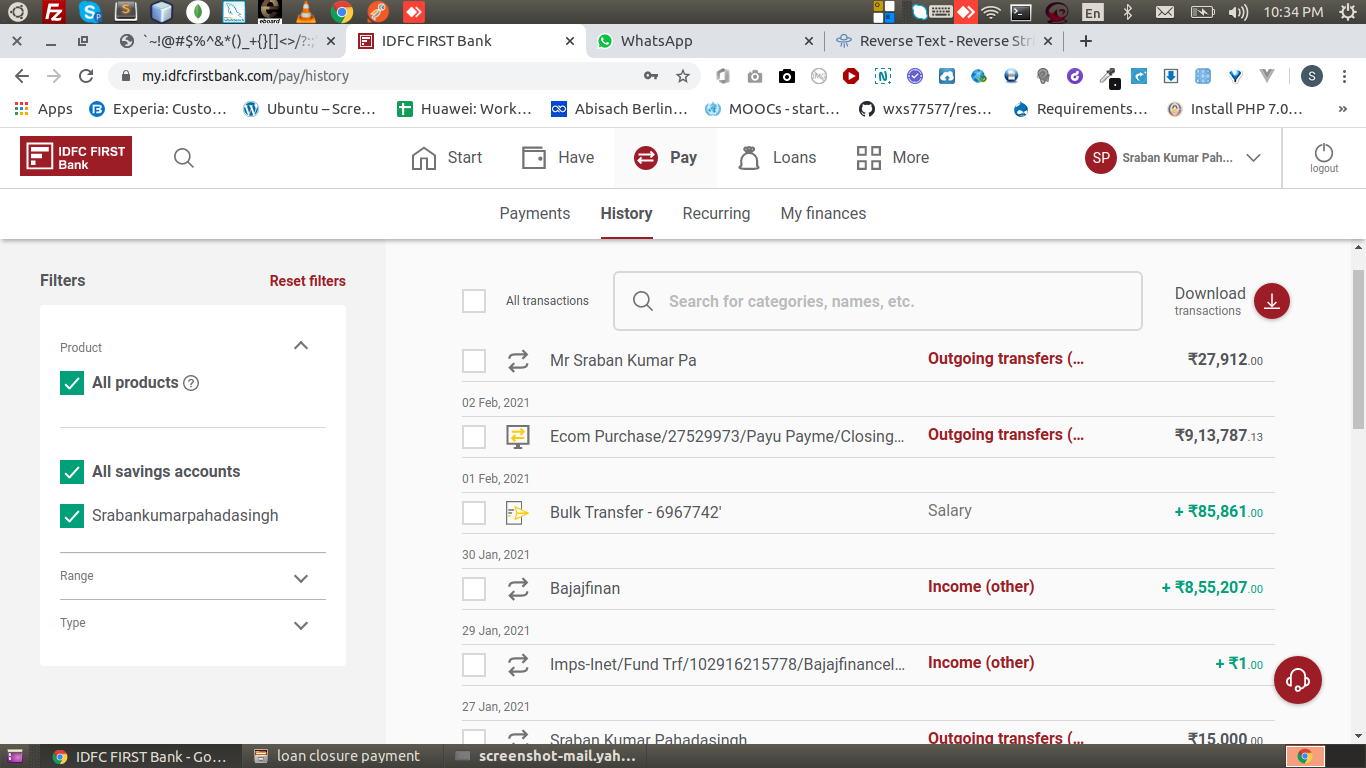 En
10:34 PM
`~!@#$%^&*()_+{}[]<>/?:;
IDFC FIRST Bank
WhatsApp
Reverse Text - Reverse Stri
my.idfcfirstbank.com/pay/history
S
Apps
Experia: Custo...
Ubuntu – Scre...
Huawei: Work...
Abisach Berlin...
MOOCs - start...
wxs77577/res...
Requirements...
Install PHP 7.0...
»
IDFC FIRST
Bank
Start
Have
Pay
Loans
More
SP
Sraban Kumar Pah...
logout
Payments
History
Recurring
My finances
Filters
Reset filters
Product
All products
All savings accounts
Srabankumarpahadasingh
Range
Type
All transactions
Search for categories, names, etc.
Download
transactions
Mr Sraban Kumar Pa
Outgoing transfers (...
₹27,912.00
02 Feb, 2021
Ecom Purchase/27529973/Payu Payme/Closing...
Outgoing transfers (...
₹9,13,787.13
01 Feb, 2021
Bulk Transfer - 6967742'
Salary
+ ₹85,861.00
30 Jan, 2021
Bajajfinan
Income (other)
+ ₹8,55,207.00
29 Jan, 2021
Imps-Inet/Fund Trf/102916215778/Bajajfinancel...
Income (other)
+ ₹1.00
27 Jan, 2021
Sraban Kumar Pahadasingh
Outgoing transfers (...
₹15,000.00
IDFC FIRST Bank - Go...
loan closure payment
screenshot-mail.yah...